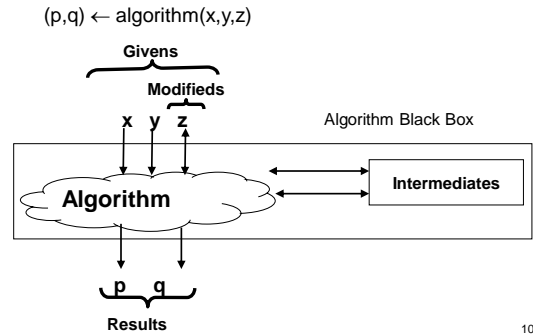 (p,q) ← algorithm(x,y,z)
Givens
Modifieds
x y z
Algorithm Black Box
Algorithm
Intermediates
p q
Results
10